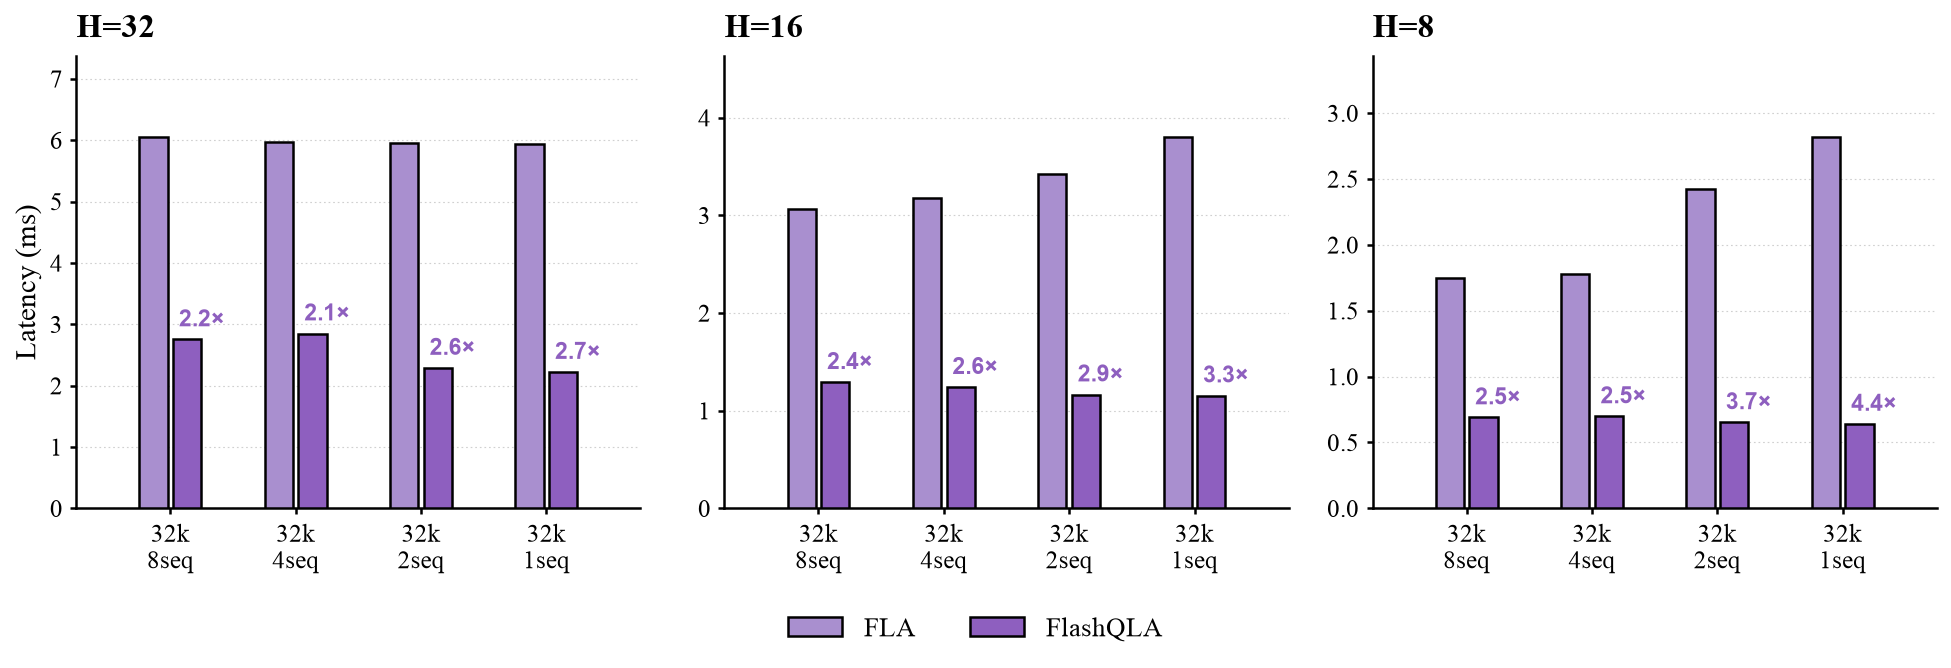 H=32
H=16
H=8
Latency (ms)
7
6
5
4
3
2
1
0
2.2×
2.1×
2.6×
2.7×
32k
8seq
32k
4seq
32k
2seq
32k
1seq
4
3
2
1
0
2.4×
2.6×
2.9×
3.3×
32k
8seq
32k
4seq
32k
2seq
32k
1seq
3.0
2.5
2.0
1.5
1.0
0.5
0.0
2.5×
2.5×
3.7×
4.4×
32k
8seq
32k
4seq
32k
2seq
32k
1seq
FLA
FlashQLA